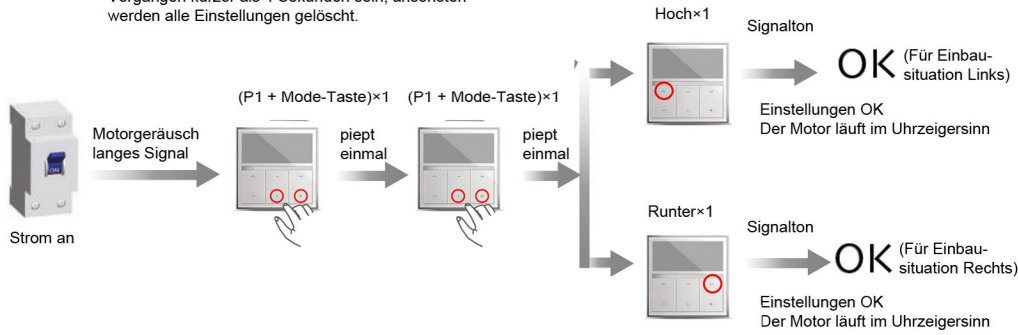 werden alle Einstellungen gelöscht.
Hoch×1
Signalton
OK (Für Einbau-
situation Links)
(P1 + Mode-Taste)×1
(P1 + Mode-Taste)×1
Einstellungen OK
Der Motor läuft im Uhrzeigersinn
Motorgeräusch
langes Signal
piept
einmal
piept
einmal
ON
Strom an
Runter×1
Signalton
OK (Für Einbau-
situation Rechts)
Einstellungen OK
Der Motor läuft im Uhrzeigersinn